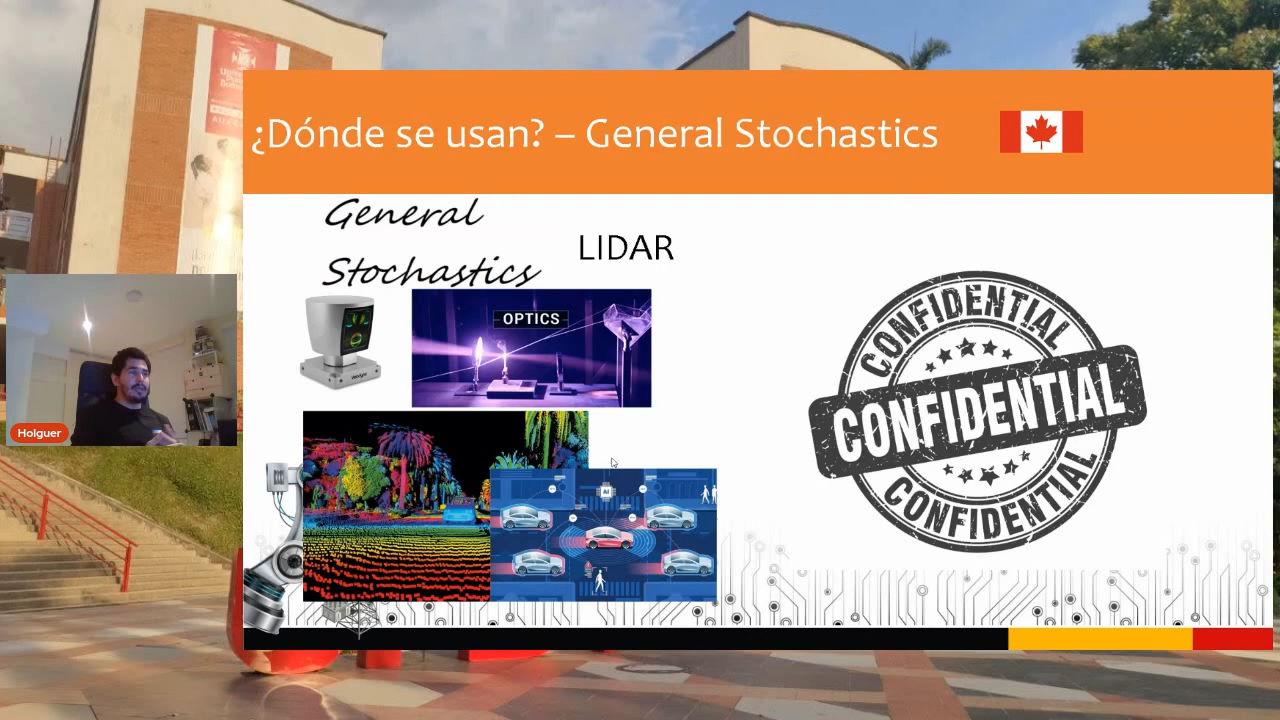 ¿Dónde se usan? – General Stochastics
General
Stochastics
LIDAR
OPTICS
AI
CONFIDENTIAL
CONFIDENTIAL
CONFIDENTIAL
Holguer